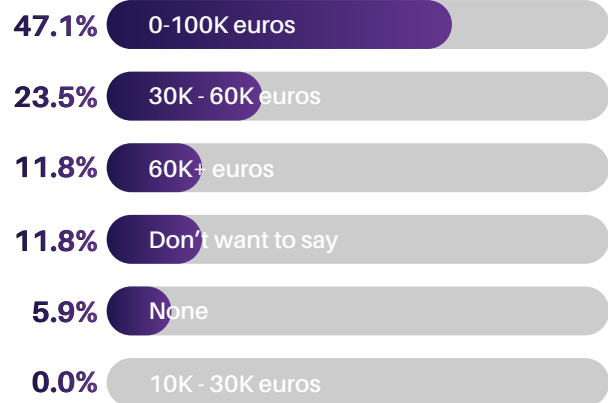 47.1% 0-100K euros
23.5% 30K - 60K euros
11.8% 60K+ euros
11.8% Don’t want to say
5.9% None
0.0% 10K - 30K euros